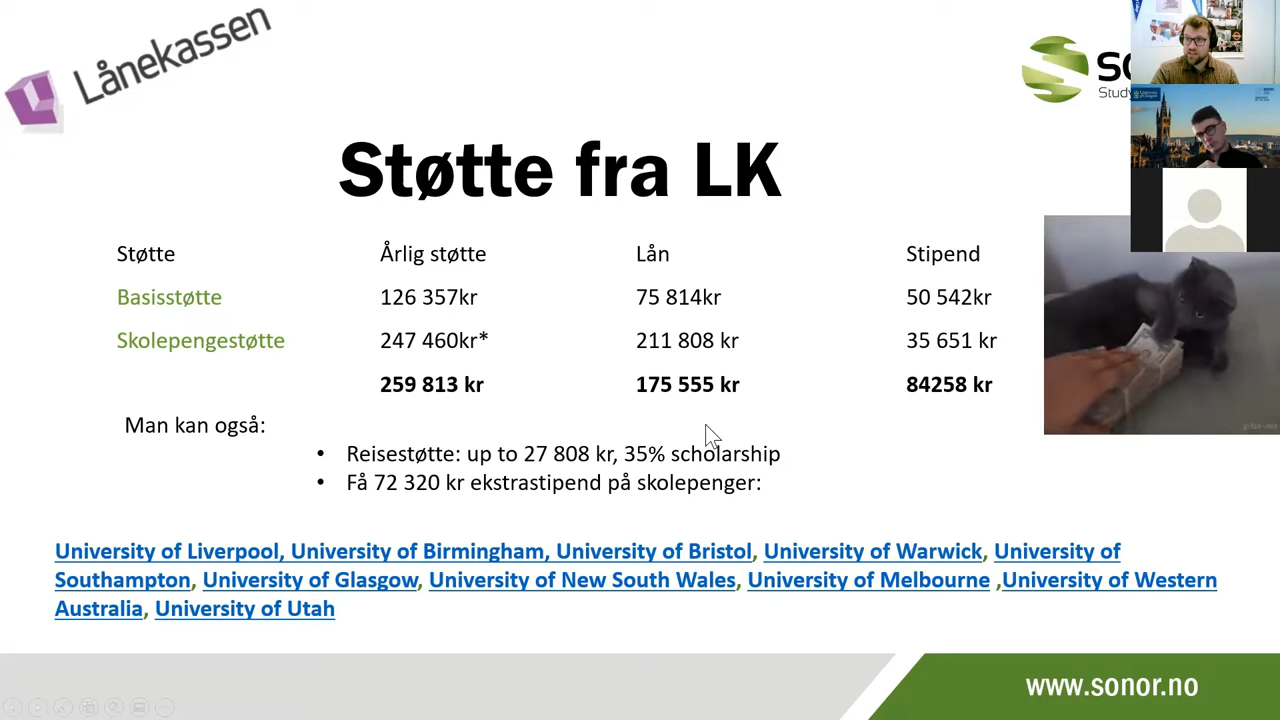 Lånekassen
Støtte fra LK
Støtte Årlig støtte Lån Stipend
Basisstøtte 126 357kr 75 814kr 50 542kr
Skolepengestøtte 247 460kr* 211 808 kr 35 651 kr
259 813 kr 175 555 kr 84258 kr
Man kan også:
• Reisestøtte: up to 27 808 kr, 35% scholarship
• Få 72 320 kr ekstrastipend på skolepenger:
University of Liverpool, University of Birmingham, University of Bristol, University of Warwick, University of
Southampton, University of Glasgow, University of New South Wales, University of Melbourne ,University of Western
Australia, University of Utah
www.sonor.no